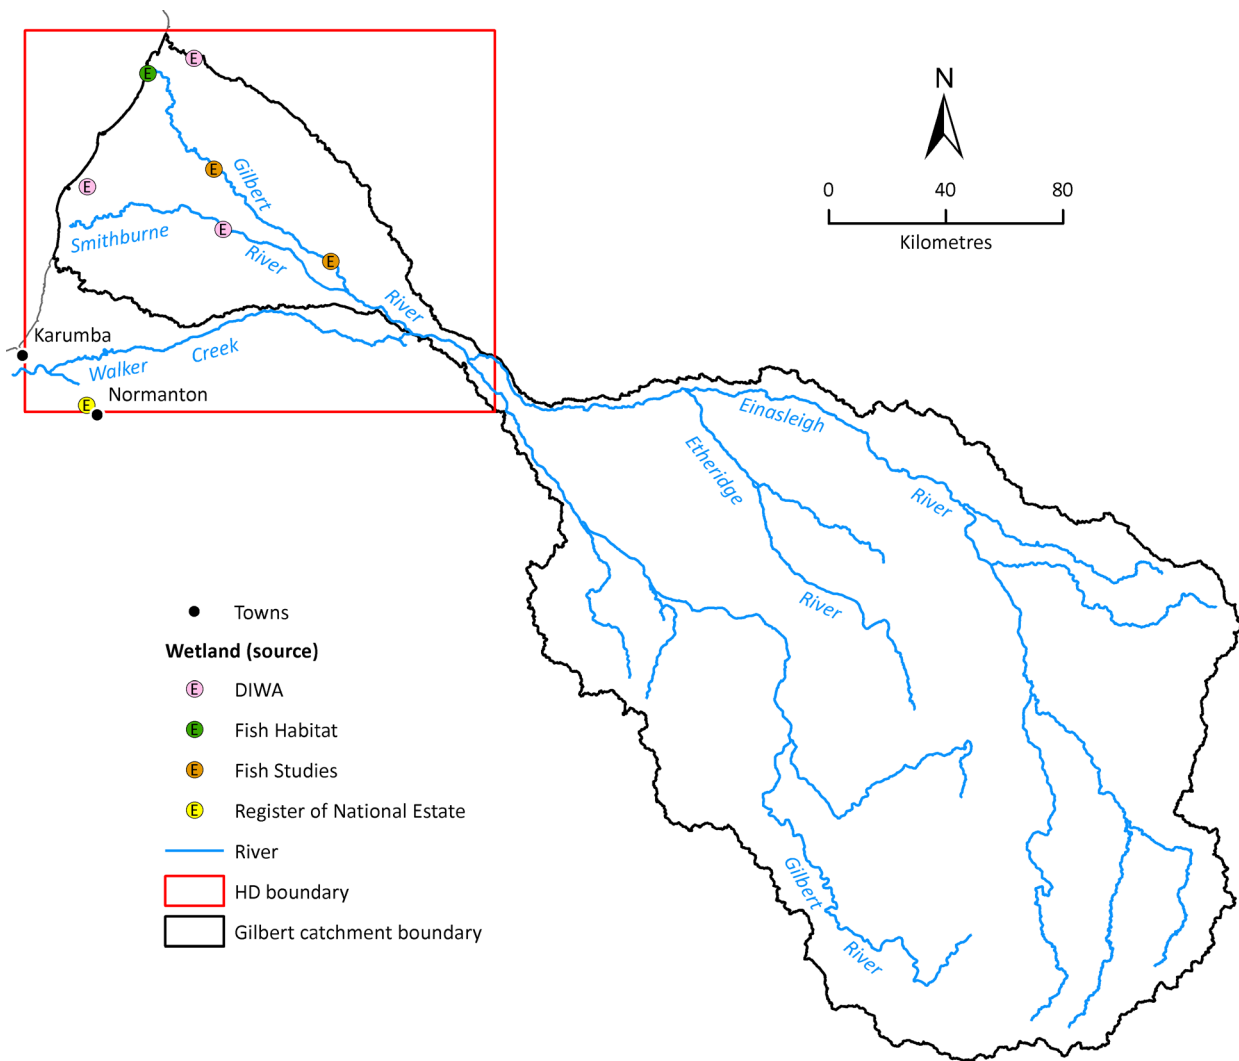 E
E
N
E
Gilbert
0 40 80
Kilometres
E
E
Smithburne
River
E
River
Karumba
Creek
Walker
Normanton
E
Einasleigh
Etheridge
River
River
Towns
Wetland (source)
E DIWA
E Fish Habitat
E Fish Studies
E Register of National Estate
River
HD boundary
Gilbert catchment boundary
Gilbert
River